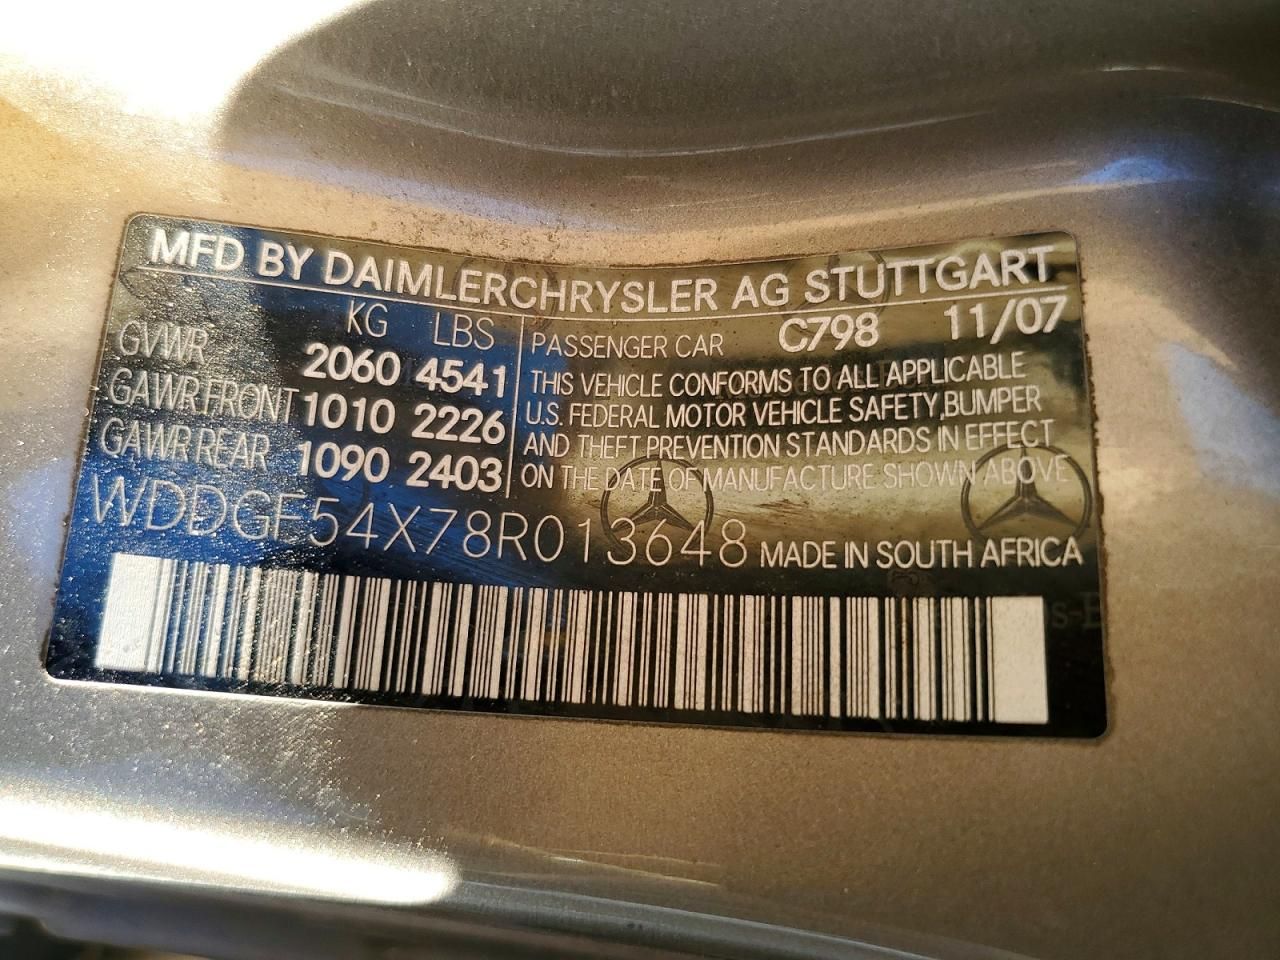 MFD BY DAIMLERCHRYSLER AG STUTTGART
KG LBS
PASSENGER CAR C798 11/07
GVWR 2060 4541
GAWR FRONT 1010 2226
GAWR REAR 1090 2403
THIS VEHICLE CONFORMS TO ALL APPLICABLE
U.S. FEDERAL MOTOR VEHICLE SAFETY, BUMPER
AND THEFT PREVENTION STANDARDS IN EFFECT
ON THE DATE OF MANUFACTURE SHOWN ABOVE
WDDGF54X78R013648 MADE IN SOUTH AFRICA